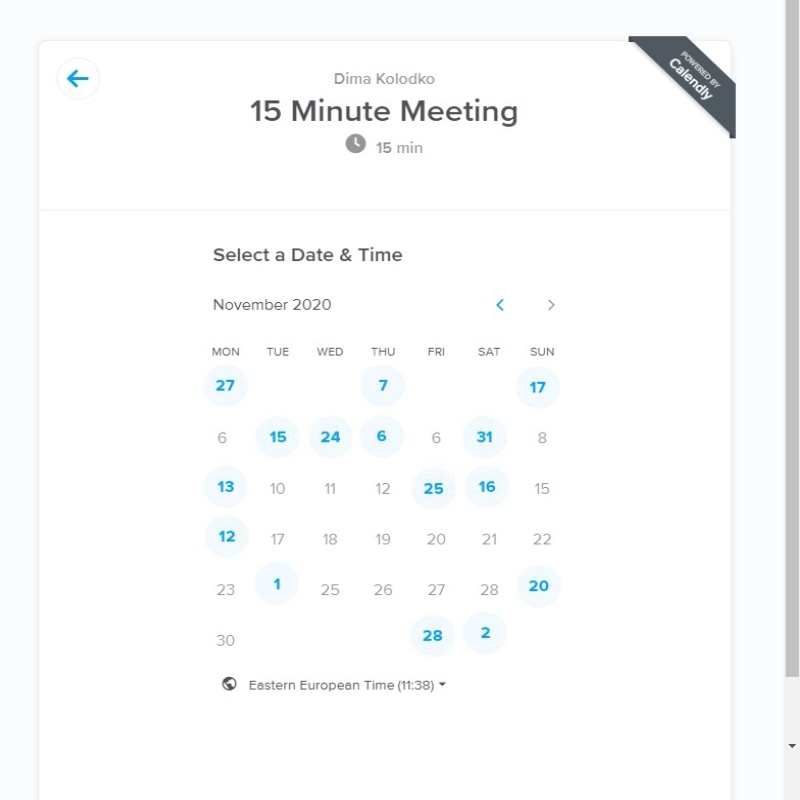 POWERED BY
Calendly
Dima Kolodko
15 Minute Meeting
15 min
Select a Date & Time
November 2020
MON TUE WED THU FRI SAT SUN
27 7 17
6 15 24 6 6 31 8
13 10 11 12 25 16 15
12 17 18 19 20 21 22
23 1 25 26 27 28 20
30 28 2
Eastern European Time (11:38)